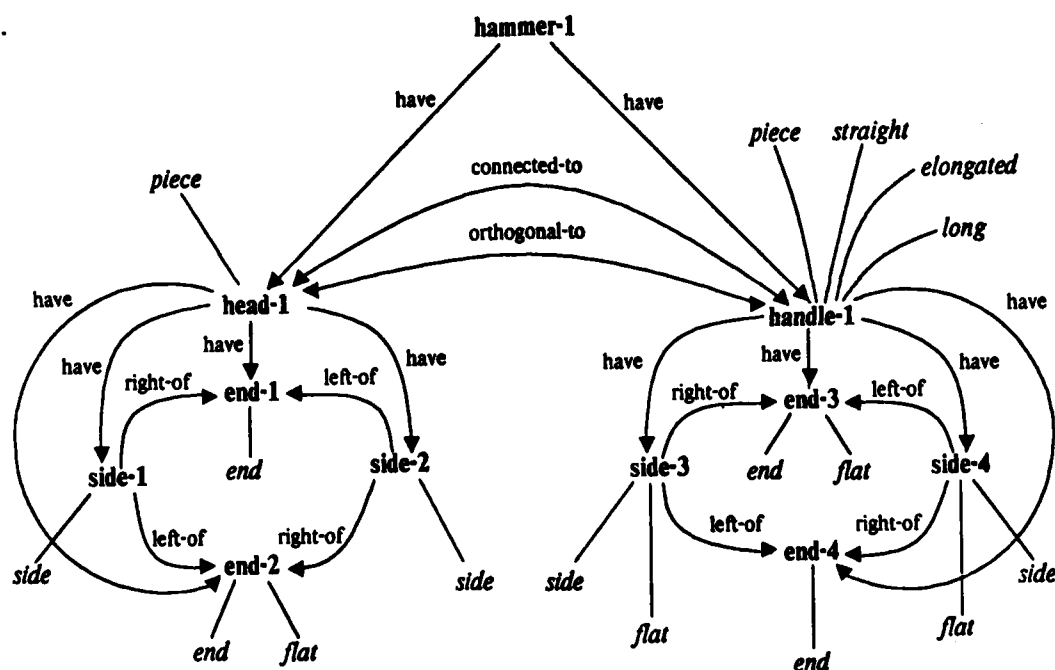 hammer-1
have
have
piece
straight
elongated
long
piece
connected-to
orthogonal-to
have
head-1
handle-1
have
have
have
have
have
have
have
right-of
end-1
left-of
right-of
end-3
left-of
side-1
end
side-2
side-3
end
flat
side-4
left-of
right-of
left-of
right-of
side
end-2
side
side
end-4
side
end
flat
flat
end
flat